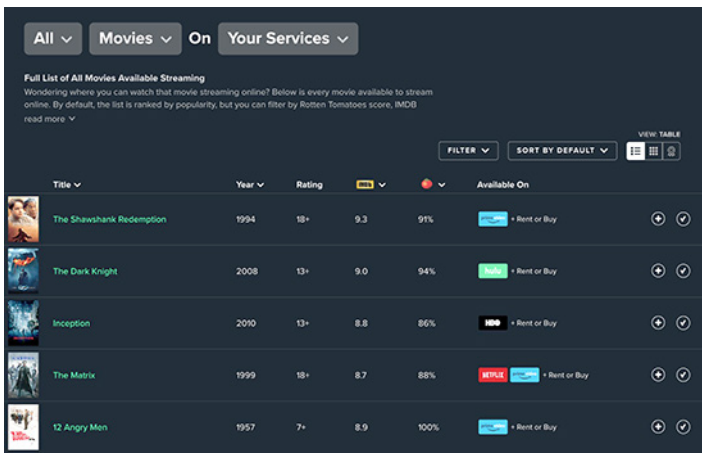 All Movies On Your Services
Full List of All Movies Available Streaming
Wondering where you can watch that movie streaming online? Below is every movie available to stream
online. By default, the list is ranked by popularity, but you can filter by Rotten Tomatoes score, IMDB
read more
VIEW: TABLE
FILTER SORT BY DEFAULT
Title Year Rating IMDb Available On
The Shawshank Redemption 1994 18+ 9.3 91% prime video + Rent or Buy
The Dark Knight 2008 13+ 9.0 94% hulu + Rent or Buy
Inception 2010 13+ 8.8 86% HBO + Rent or Buy
The Matrix 1999 18+ 8.7 88% NETFLIX prime video + Rent or Buy
12 Angry Men 1957 7+ 8.9 100% prime video + Rent or Buy